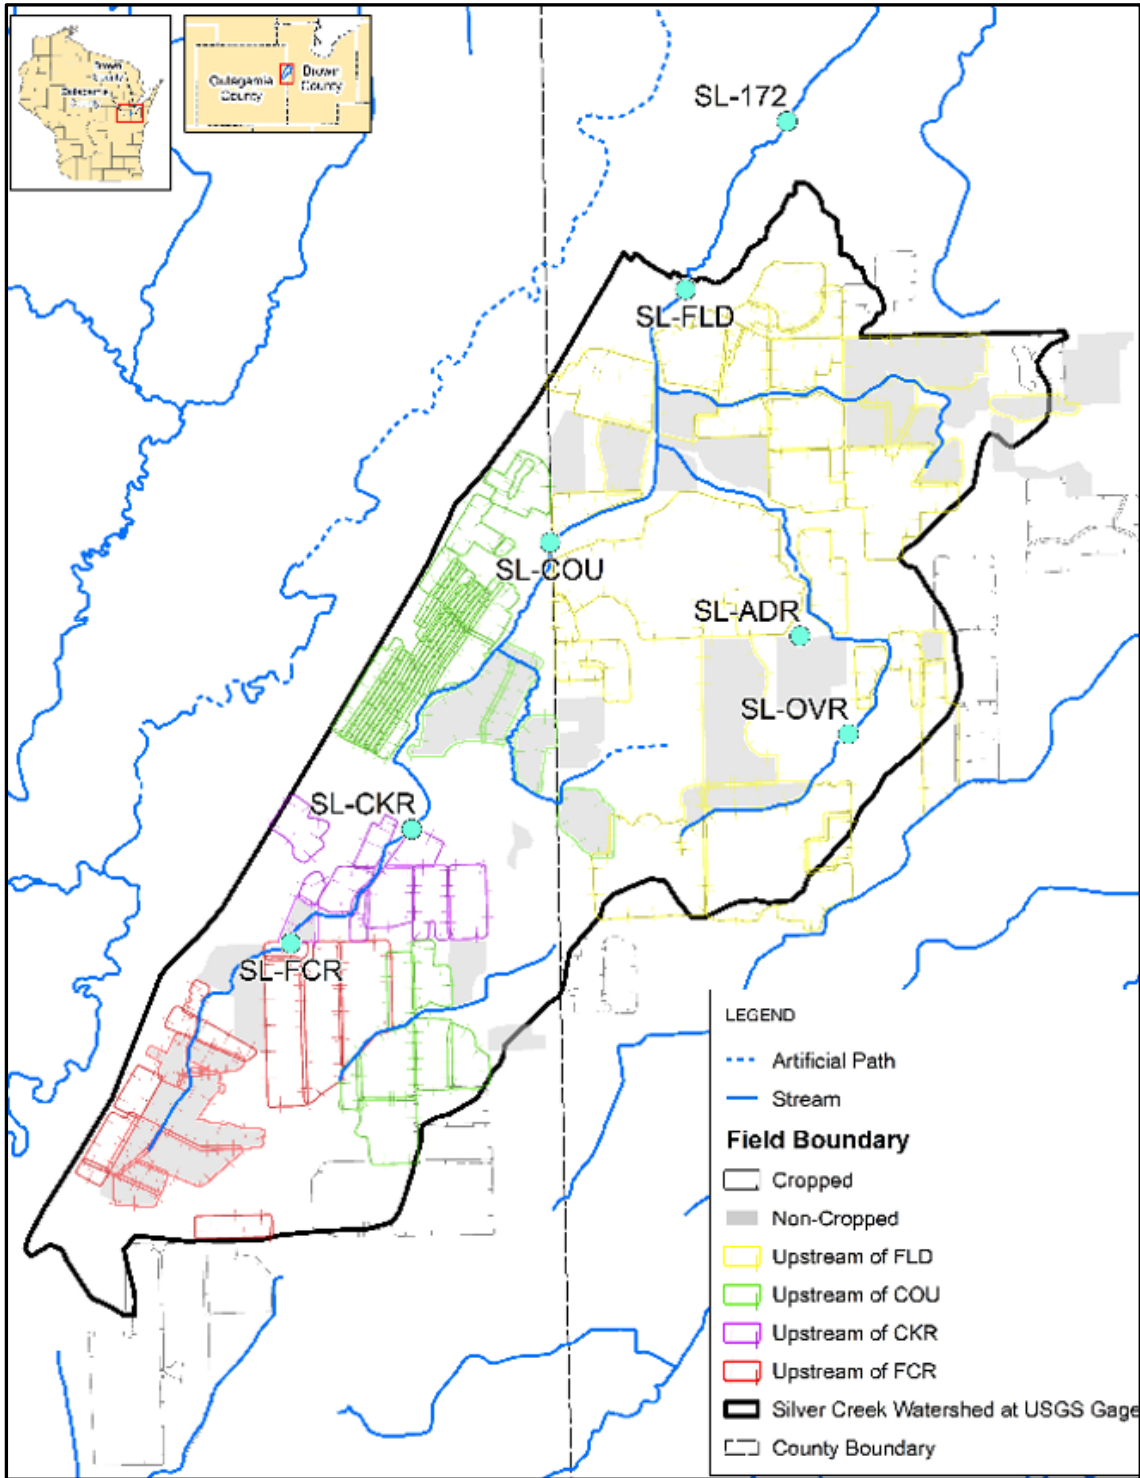 Outagamie
County
Brown
County
SL-172
SL-FLD
SL-COU
SL-ADR
SL-OVR
SL-CKR
SL-FCR
LEGEND
Artificial Path
Stream
Field Boundary
Cropped
Non-Cropped
Upstream of FLD
Upstream of COU
Upstream of CKR
Upstream of FCR
Silver Creek Watershed at USGS Gage
County Boundary